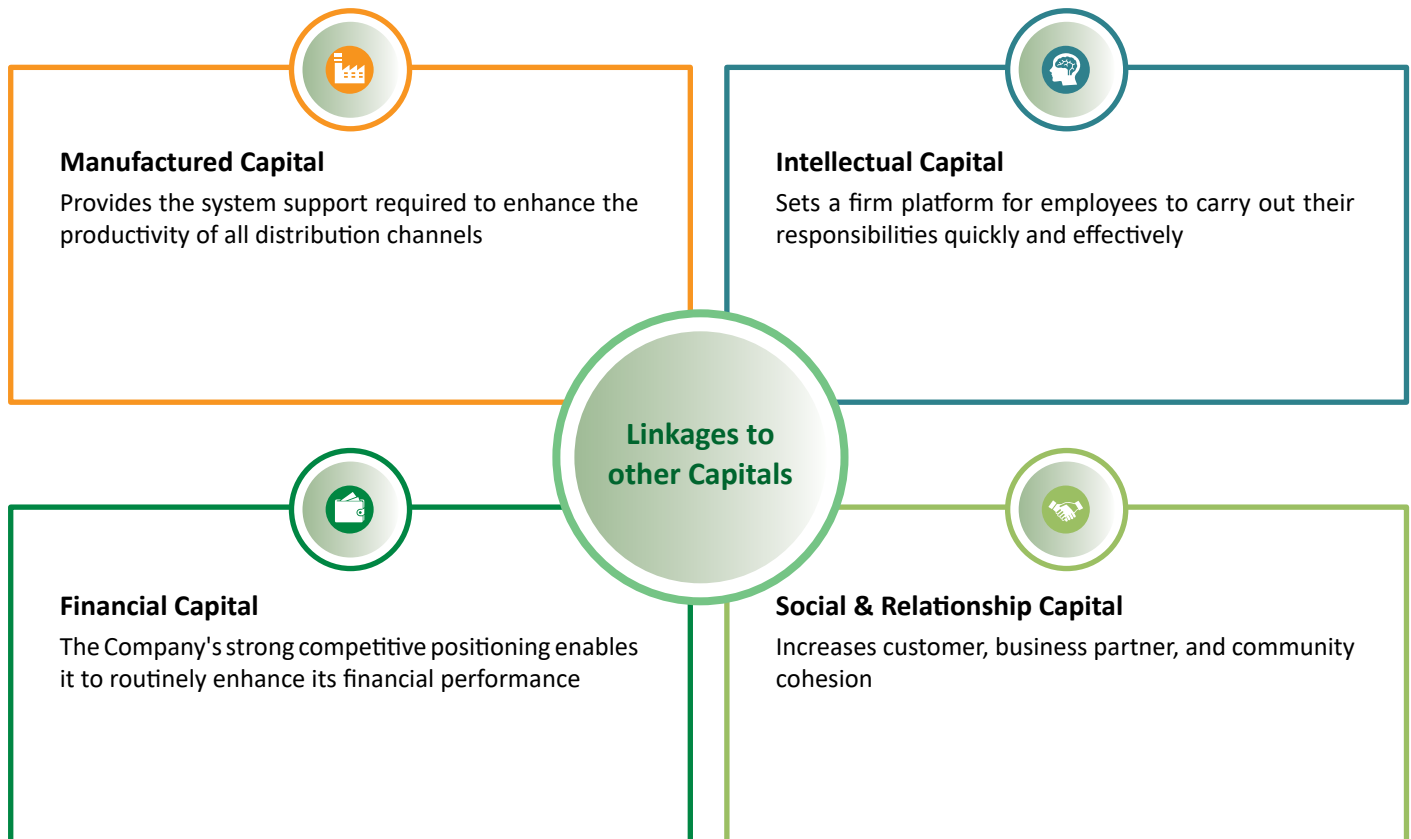 Manufactured Capital
Provides the system support required to enhance the
productivity of all distribution channels
Intellectual Capital
Sets a firm platform for employees to carry out their
responsibilities quickly and effectively
Linkages to
other Capitals
Financial Capital
The Company's strong competitive positioning enables
it to routinely enhance its financial performance
Social & Relationship Capital
Increases customer, business partner, and community
cohesion